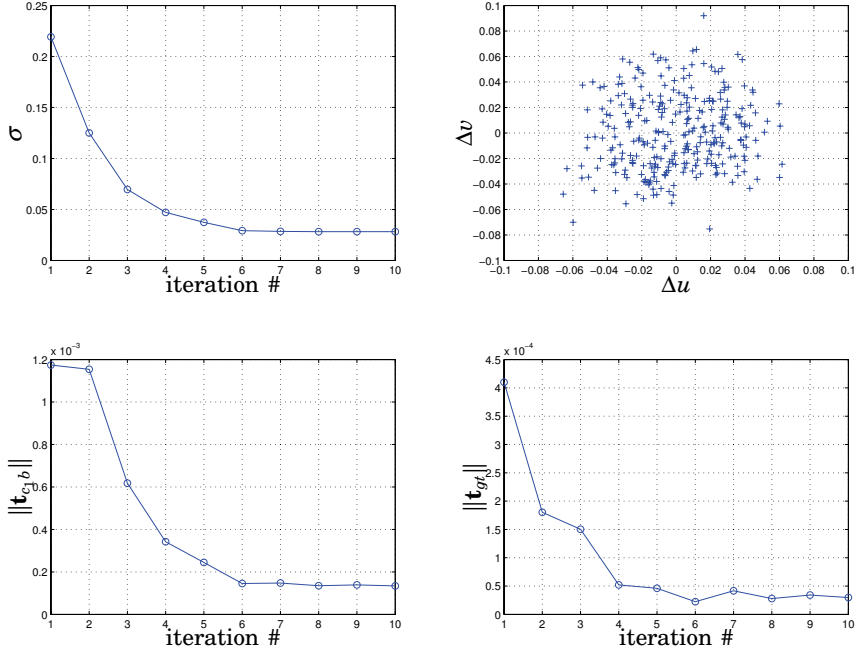 0.25
0.2
0.15
0.1
0.05
0
σ
1 2 3 4 5 6 7 8 9 10
iteration #
0.1
0.08
0.06
0.04
0.02
0
−0.02
−0.04
−0.06
−0.08
−0.1
Δv
−0.1 −0.08 −0.06 −0.04 −0.02 0 0.02 0.04 0.06 0.08 0.1
Δu
x 10⁻³
1.2
1
0.8
0.6
0.4
0.2
0
||t_{c_1b}||
1 2 3 4 5 6 7 8 9 10
iteration #
x 10⁻⁴
4.5
4
3.5
3
2.5
2
1.5
1
0.5
0
||t_{gt}||
1 2 3 4 5 6 7 8 9 10
iteration #